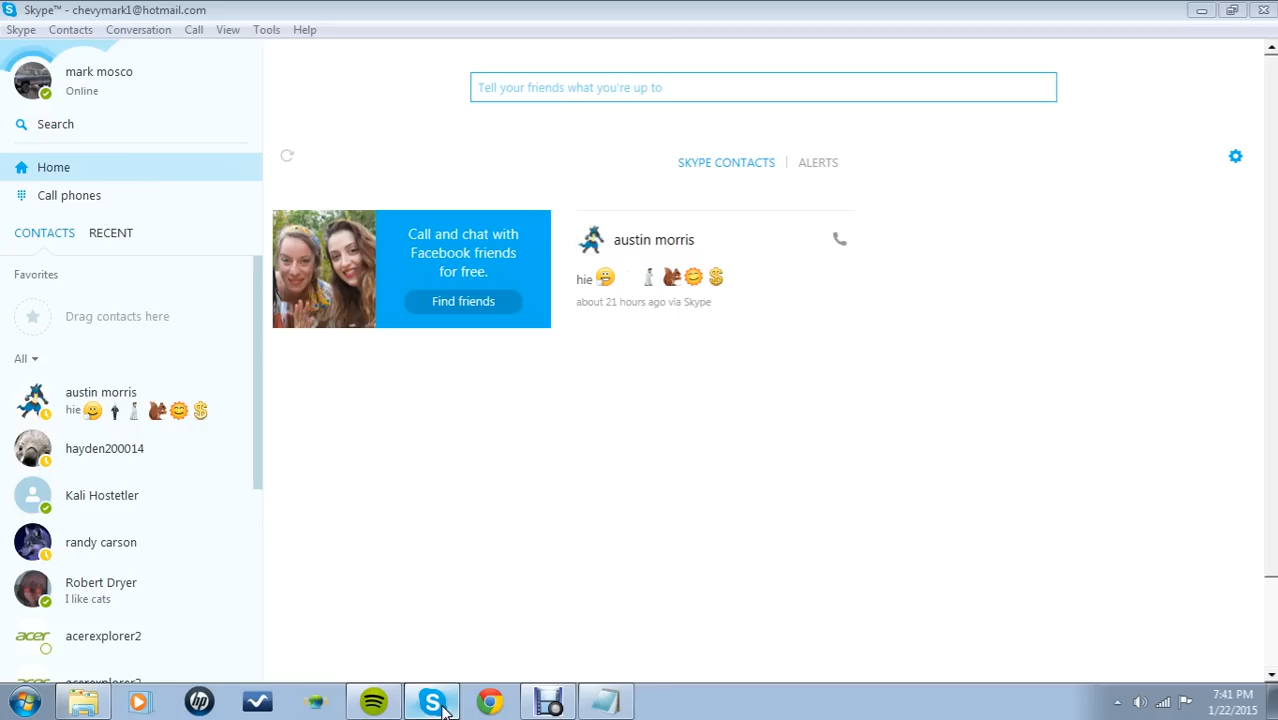 Skype™ - chevymark1@hotmail.com
Skype Contacts Conversation Call View Tools Help
mark mosco
Online
Search
Home
Call phones
CONTACTS RECENT
Favorites
Drag contacts here
All
austin morris
hie
hayden200014
Kali Hostetler
randy carson
Robert Dryer
I like cats
acer
acerexplorer2
Tell your friends what you're up to
SKYPE CONTACTS | ALERTS
Call and chat with
Facebook friends
for free.
Find friends
austin morris
hie
about 21 hours ago via Skype
hp
7:41 PM
1/22/2015